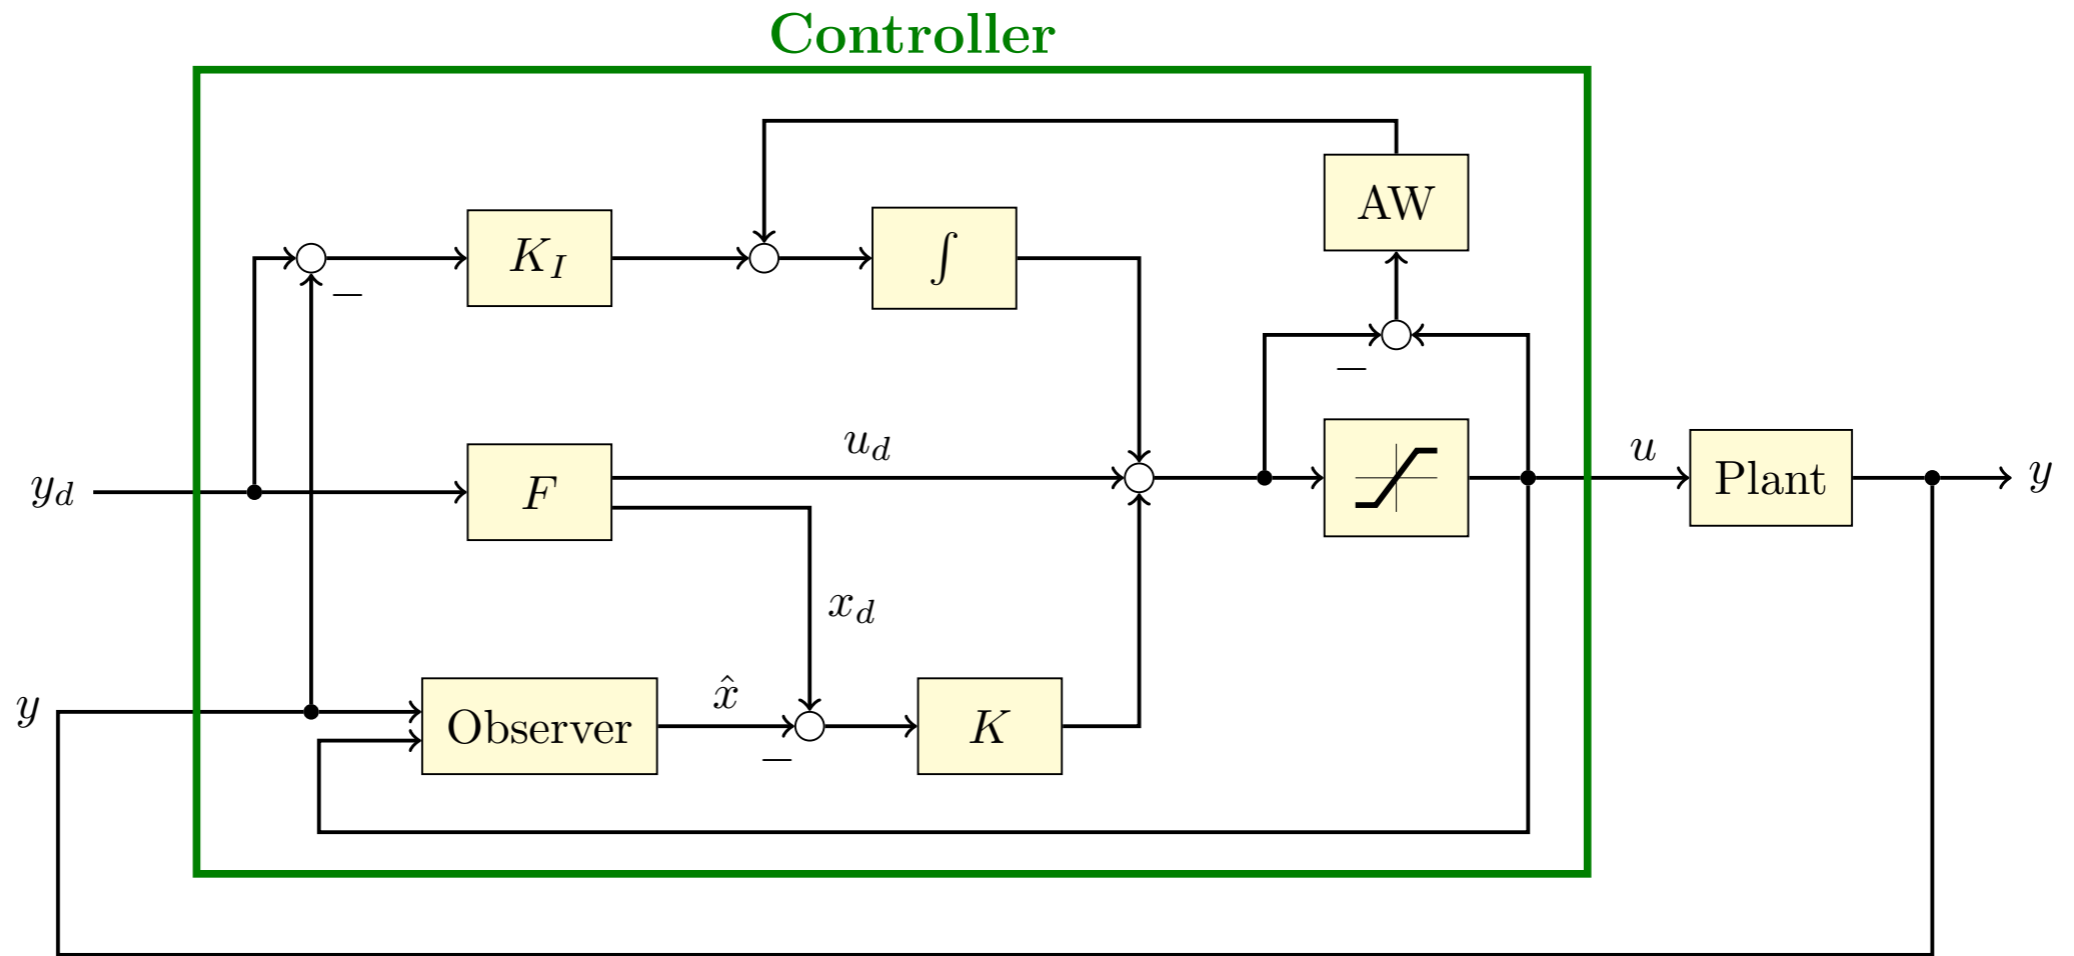 Controller
AW
K_I
∫
−
−
u_d
u
y_d
F
Plant
y
x_d
y
x̂
Observer
K
−